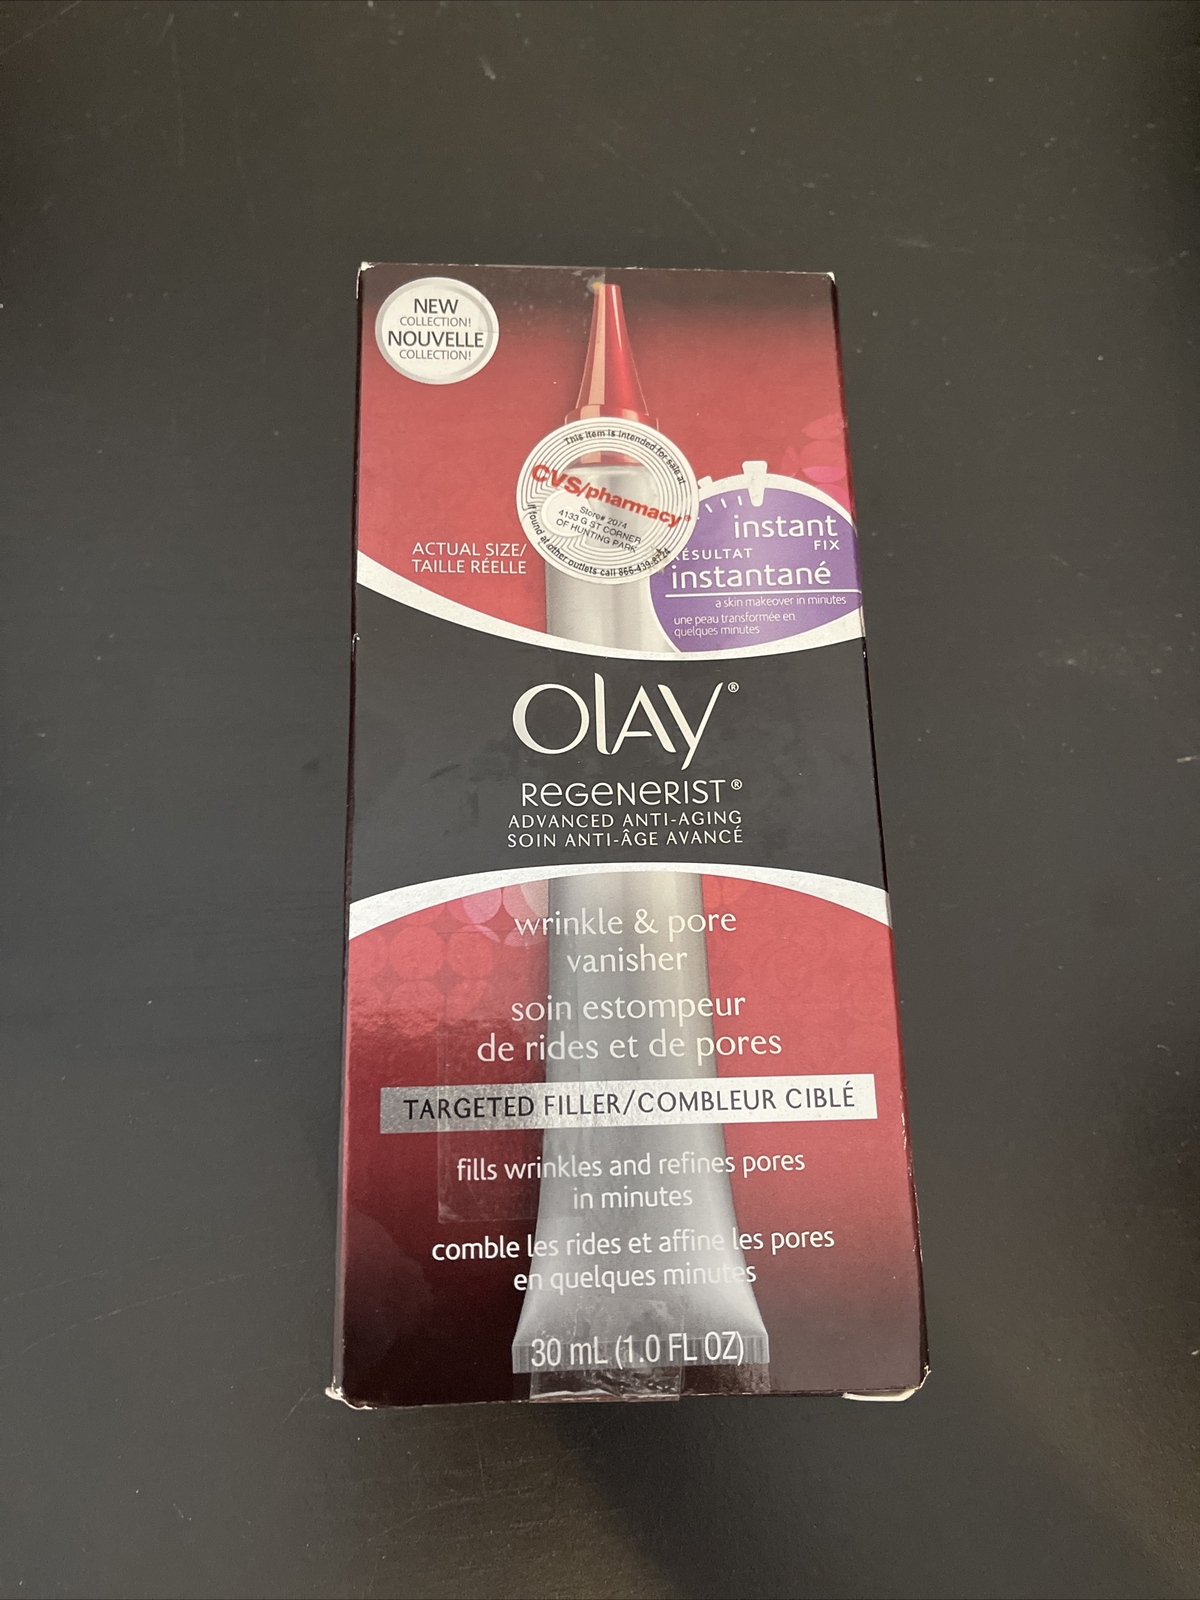 NEW
COLLECTION!
NOUVELLE
COLLECTION!
This item is intended for sale at
CVS/pharmacy®
Store# 2074
4133 G ST CORNER
OF HUNTING PARK
If found at other outlets call 866-439-
ACTUAL SIZE/
TAILLE RÉELLE
instant
FIX
RÉSULTAT
instantané
a skin makeover in minutes
une peau transformée en
quelques minutes
OLAY®
REGENERIST®
ADVANCED ANTI-AGING
SOIN ANTI-ÂGE AVANCÉ
wrinkle & pore
vanisher
soin estompeur
de rides et de pores
TARGETED FILLER/COMBLEUR CIBLÉ
fills wrinkles and refines pores
in minutes
comble les rides et affine les pores
en quelques minutes
30 mL (1.0 FL OZ)